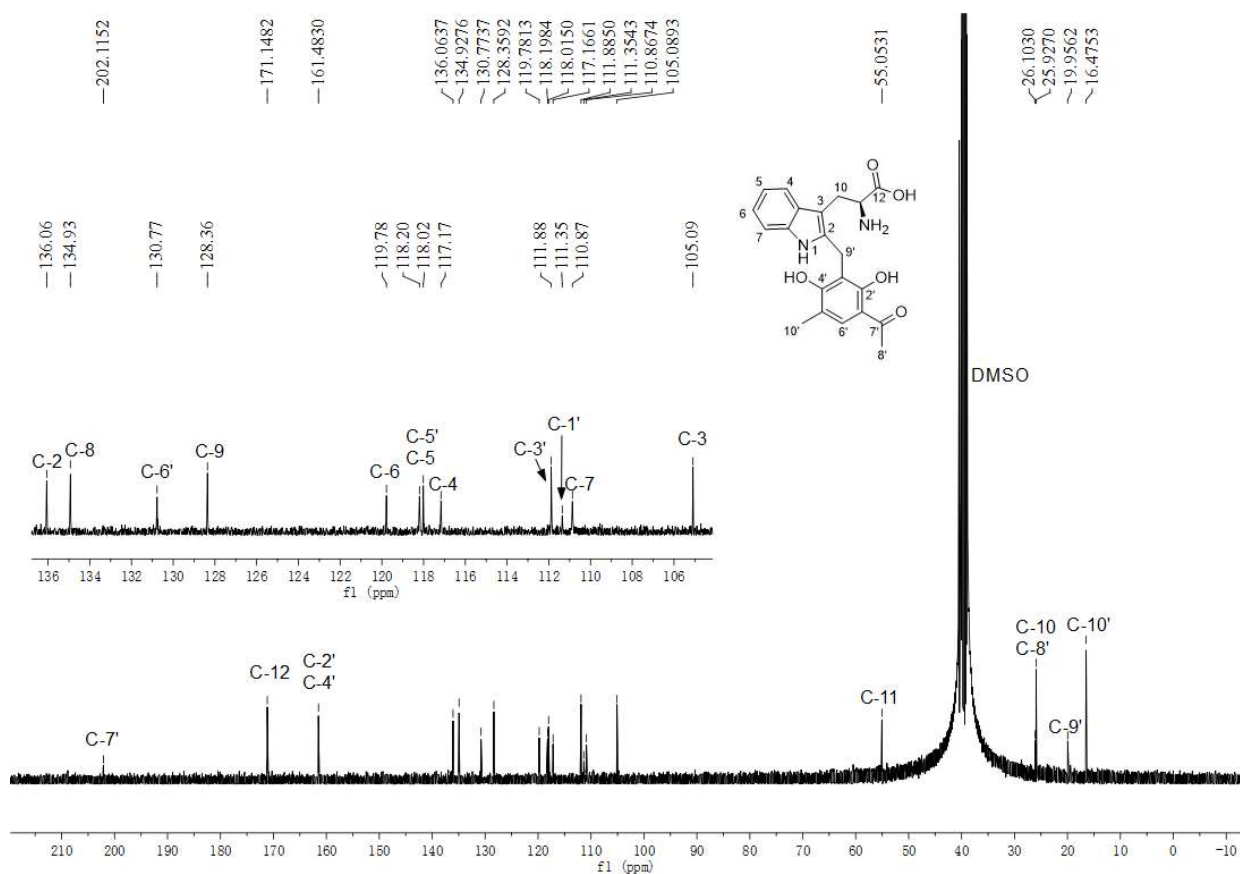 202.1152
171.1482
161.4830
136.0637
134.9276
130.7737
128.3592
119.7813
118.1984
118.0150
117.1661
111.8850
111.3543
110.8674
105.0893
55.0531
26.1030
25.9270
19.9562
16.4753
136.06
134.93
130.77
128.36
119.78
118.20
118.02
117.17
111.88
111.35
110.87
105.09
O
OH
12
NH2
10
3
4
5
6
7
2
1
N
H
9'
HO
4'
OH
2'
O
7'
8'
6'
10'
DMSO
C-2
C-8
C-6'
C-9
C-6
C-5'
C-5
C-4
C-3'
C-1'
C-7
C-3
136 134 132 130 128 126 124 122 120 118 116 114 112 110 108 106
f1 (ppm)
C-7'
C-12
C-2'
C-4'
C-11
C-10
C-8'
C-9'
C-10'
210 200 190 180 170 160 150 140 130 120 110 100 90 80 70 60 50 40 30 20 10 0 -10
f1 (ppm)